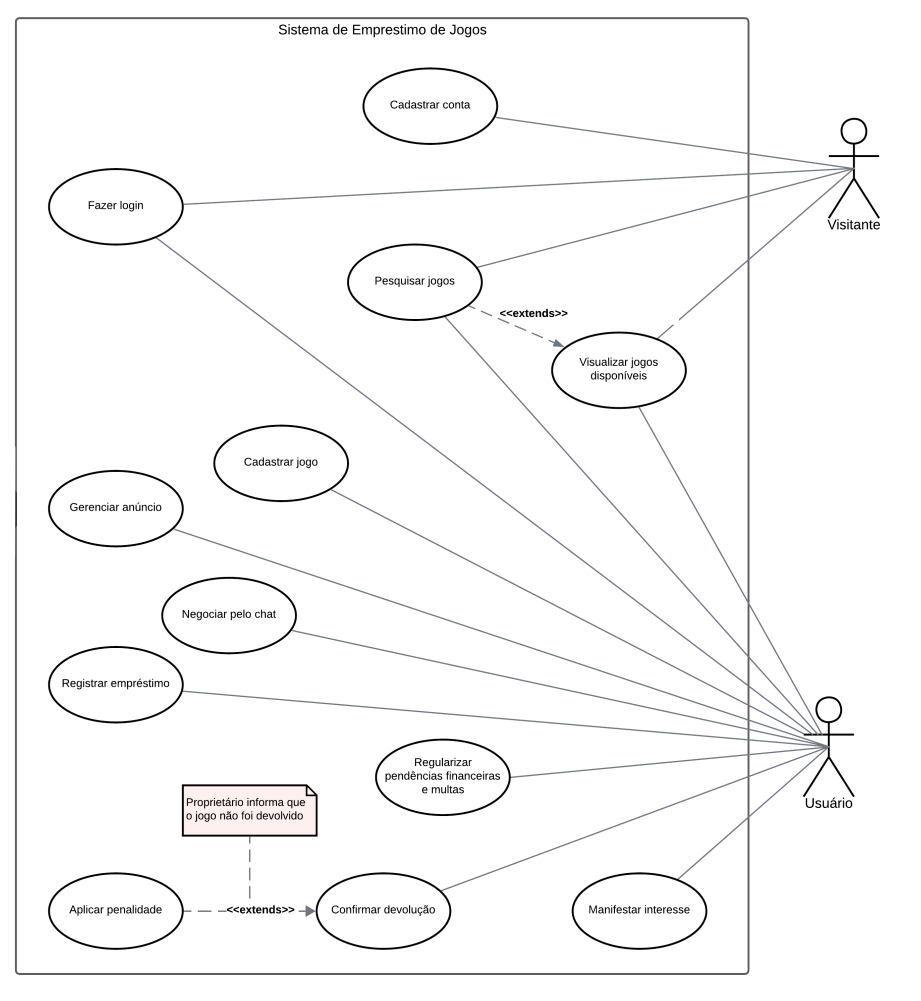 Sistema de Emprestimo de Jogos
Cadastrar conta
Visitante
Fazer login
Pesquisar jogos
<<extends>>
Visualizar jogos
disponíveis
Cadastrar jogo
Gerenciar anúncio
Negociar pelo chat
Registrar empréstimo
Regularizar
pendências financeiras
e multas
Usuário
Proprietário informa que
o jogo não foi devolvido
Aplicar penalidade
<<extends>>
Confirmar devolução
Manifestar interesse